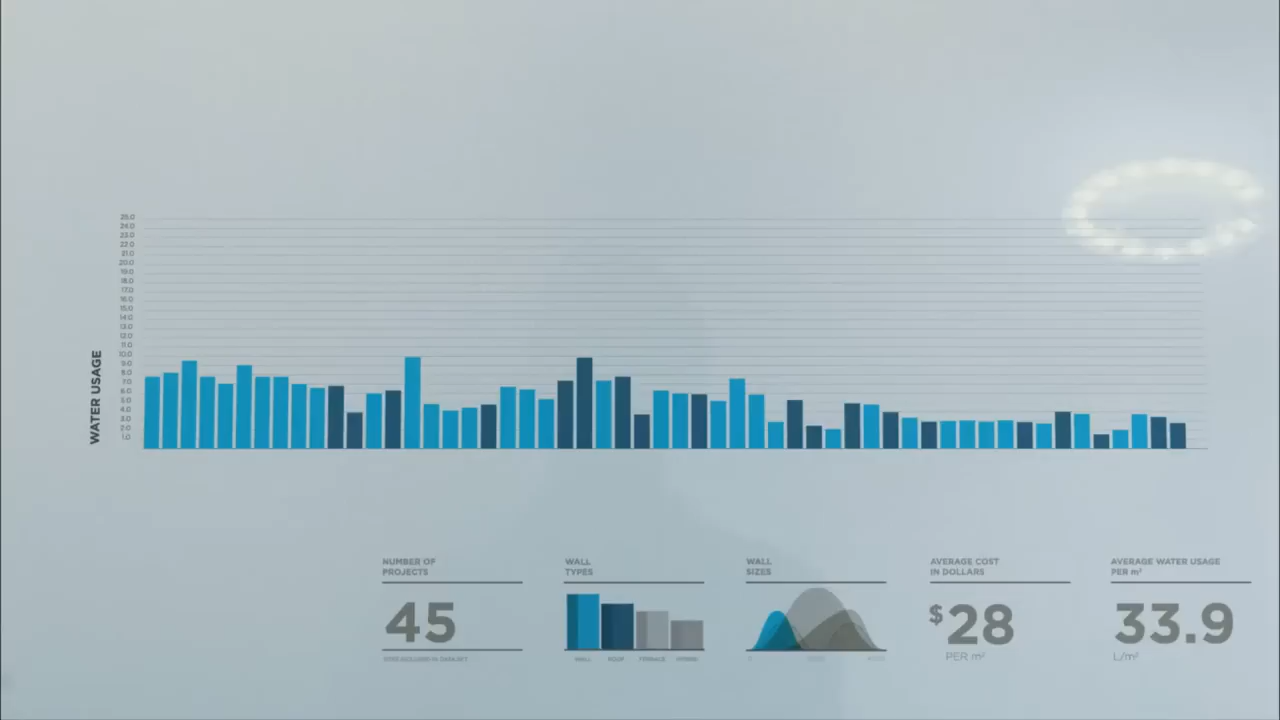 25.0
24.0
23.0
22.0
21.0
20.0
19.0
18.0
17.0
16.0
15.0
14.0
13.0
12.0
11.0
10.0
9.0
8.0
7.0
6.0
5.0
4.0
3.0
2.0
1.0
WATER USAGE
NUMBER OF
PROJECTS
45
WALL
TYPES
WALL
ROOF
TERRACE
WALL
SIZES
AVERAGE COST
IN DOLLARS
$28
PER m²
AVERAGE WATER USAGE
PER m²
33.9
L/m²